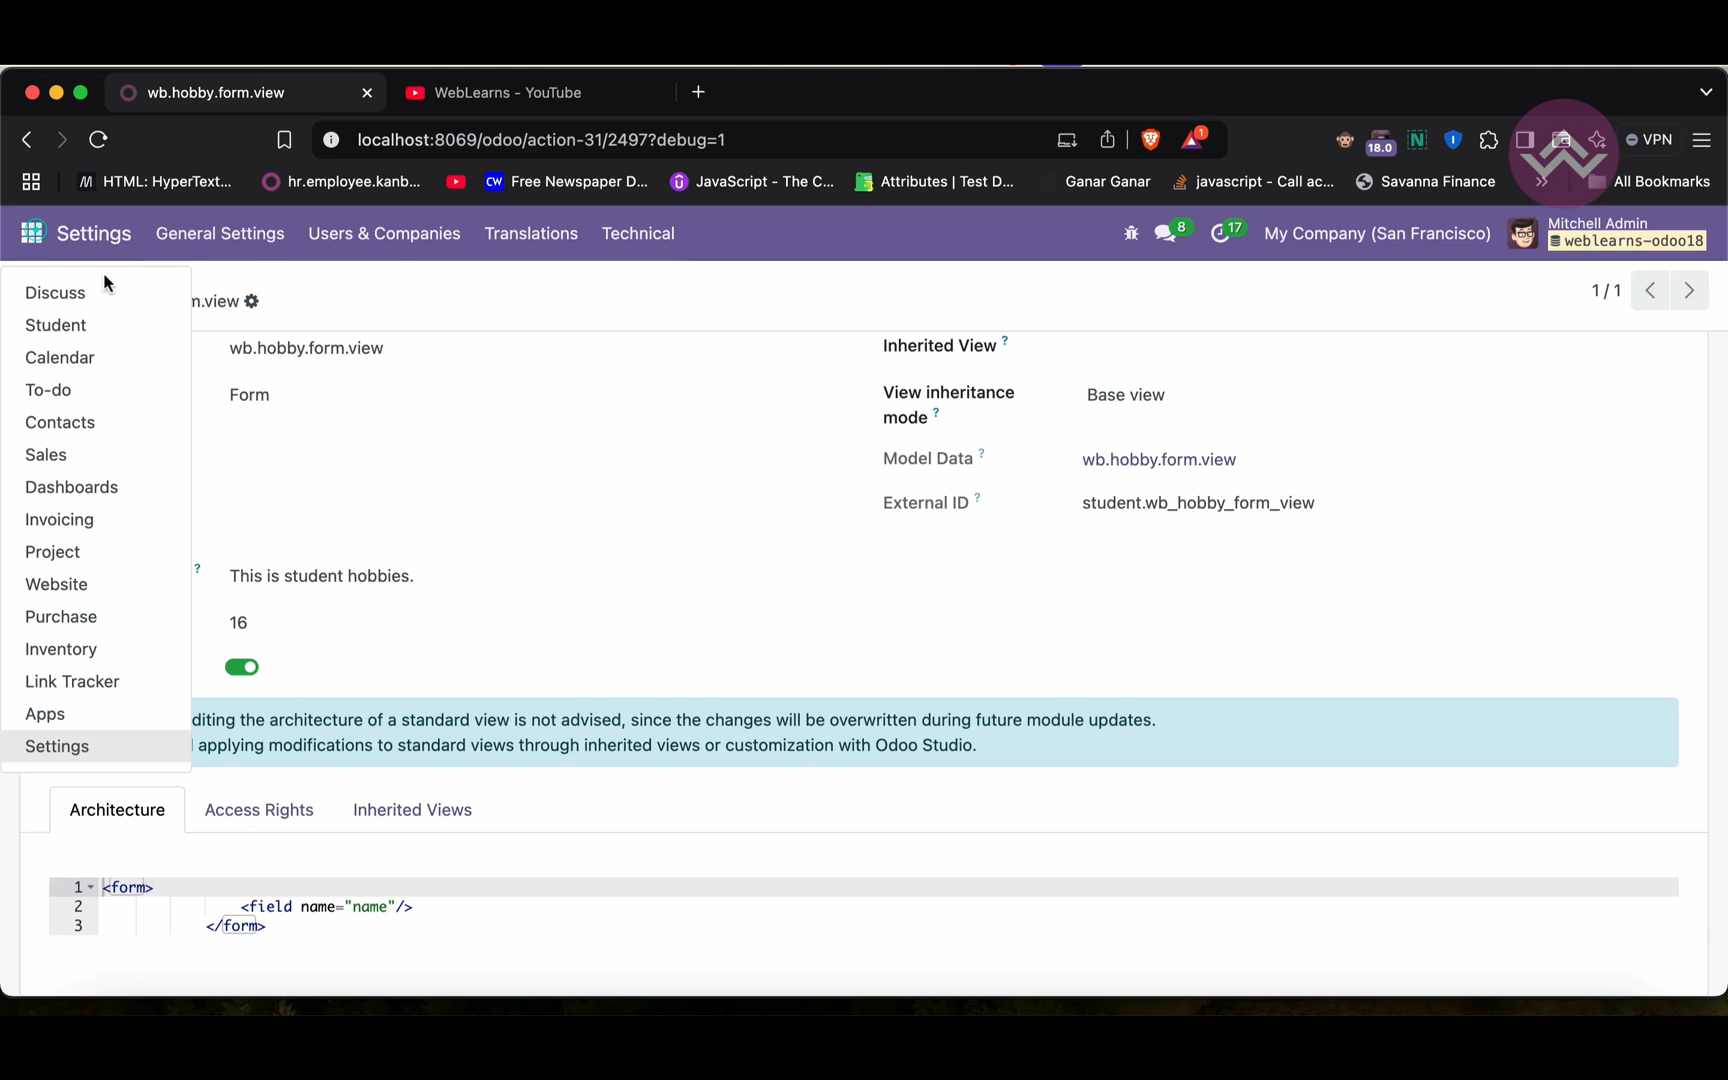 wb.hobby.form.view
WebLearns - YouTube
localhost:8069/odoo/action-31/2497?debug=1
1
18.0
VPN
HTML: HyperText...
hr.employee.kanb...
Free Newspaper D...
JavaScript - The C...
Attributes | Test D...
Ganar Ganar
javascript - Call ac...
Savanna Finance
All Bookmarks
Settings
General Settings
Users & Companies
Translations
Technical
8
17
My Company (San Francisco)
Mitchell Admin
weblearns-odoo18
m.view
1 / 1
Discuss
Student
Calendar
To-do
Contacts
Sales
Dashboards
Invoicing
Project
Website
Purchase
Inventory
Link Tracker
Apps
Settings
wb.hobby.form.view
Form
?
This is student hobbies.
16
Inherited View ?
View inheritance
mode ?
Base view
Model Data ?
wb.hobby.form.view
External ID ?
student.wb_hobby_form_view
diting the architecture of a standard view is not advised, since the changes will be overwritten during future module updates.
applying modifications to standard views through inherited views or customization with Odoo Studio.
Architecture
Access Rights
Inherited Views
1 <form>
2 <field name="name"/>
3 </form>